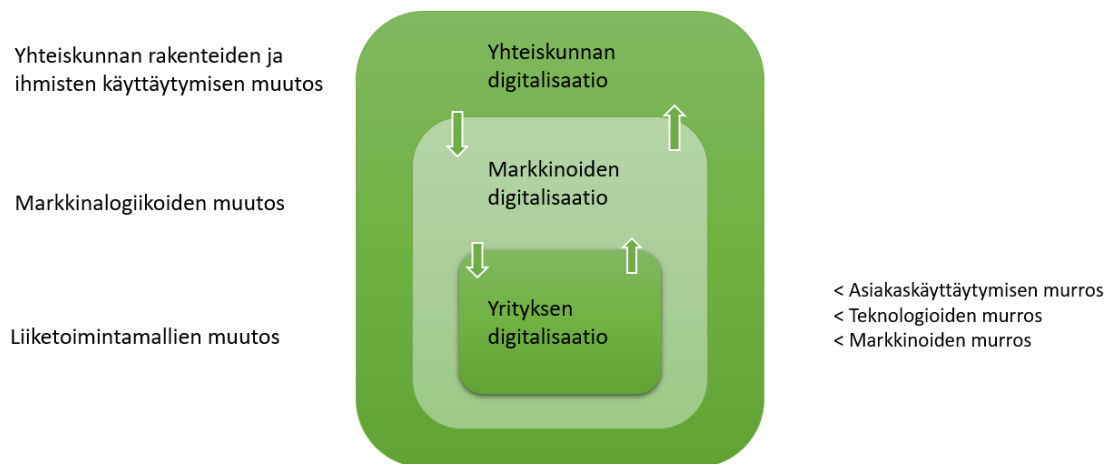 Yhteiskunnan rakenteiden ja
ihmisten käyttäytymisen muutos
Yhteiskunnan
digitalisaatio
Markkinalogiikoiden muutos
Markkinoiden
digitalisaatio
Liiketoimintamallien muutos
Yrityksen
digitalisaatio
< Asiakaskäyttäytymisen murros
< Teknologioiden murros
< Markkinoiden murros